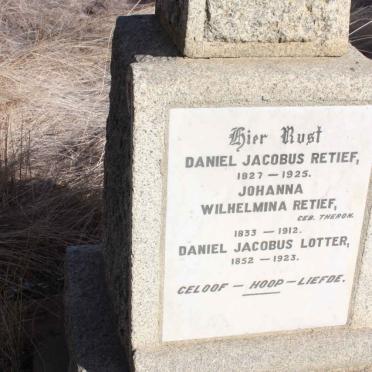 Hier Rust
DANIEL JACOBUS RETIEF,
1827 — 1925.
JOHANNA
WILHELMINA RETIEF,
GEB. THERON.
1833 — 1912.
DANIEL JACOBUS LOTTER,
1852 — 1923.
GELOOF — HOOP — LIEFDE.